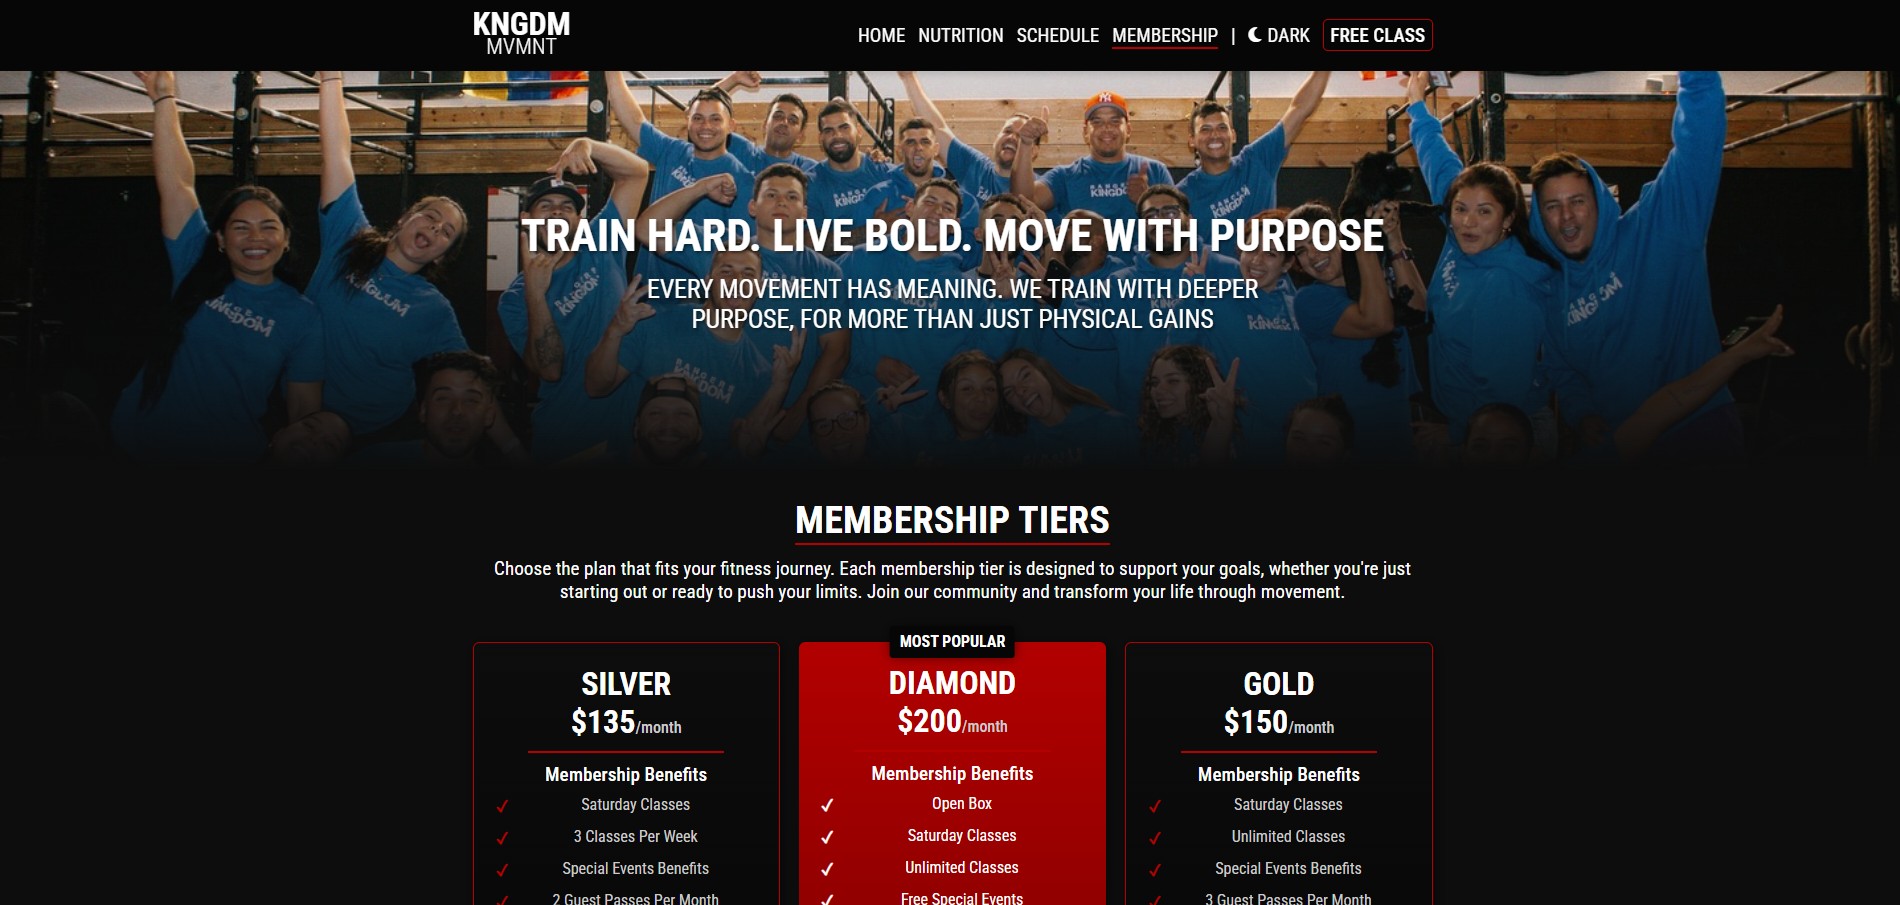 KNGDM
MVMNT
HOME NUTRITION SCHEDULE MEMBERSHIP | DARK FREE CLASS
TRAIN HARD. LIVE BOLD. MOVE WITH PURPOSE
EVERY MOVEMENT HAS MEANING. WE TRAIN WITH DEEPER
PURPOSE, FOR MORE THAN JUST PHYSICAL GAINS
MEMBERSHIP TIERS
Choose the plan that fits your fitness journey. Each membership tier is designed to support your goals, whether you're just
starting out or ready to push your limits. Join our community and transform your life through movement.
SILVER
$135/month
Membership Benefits
Saturday Classes
3 Classes Per Week
Special Events Benefits
2 Guest Passes Per Month
MOST POPULAR
DIAMOND
$200/month
Membership Benefits
Open Box
Saturday Classes
Unlimited Classes
Free Special Events
GOLD
$150/month
Membership Benefits
Saturday Classes
Unlimited Classes
Special Events Benefits
3 Guest Passes Per Month